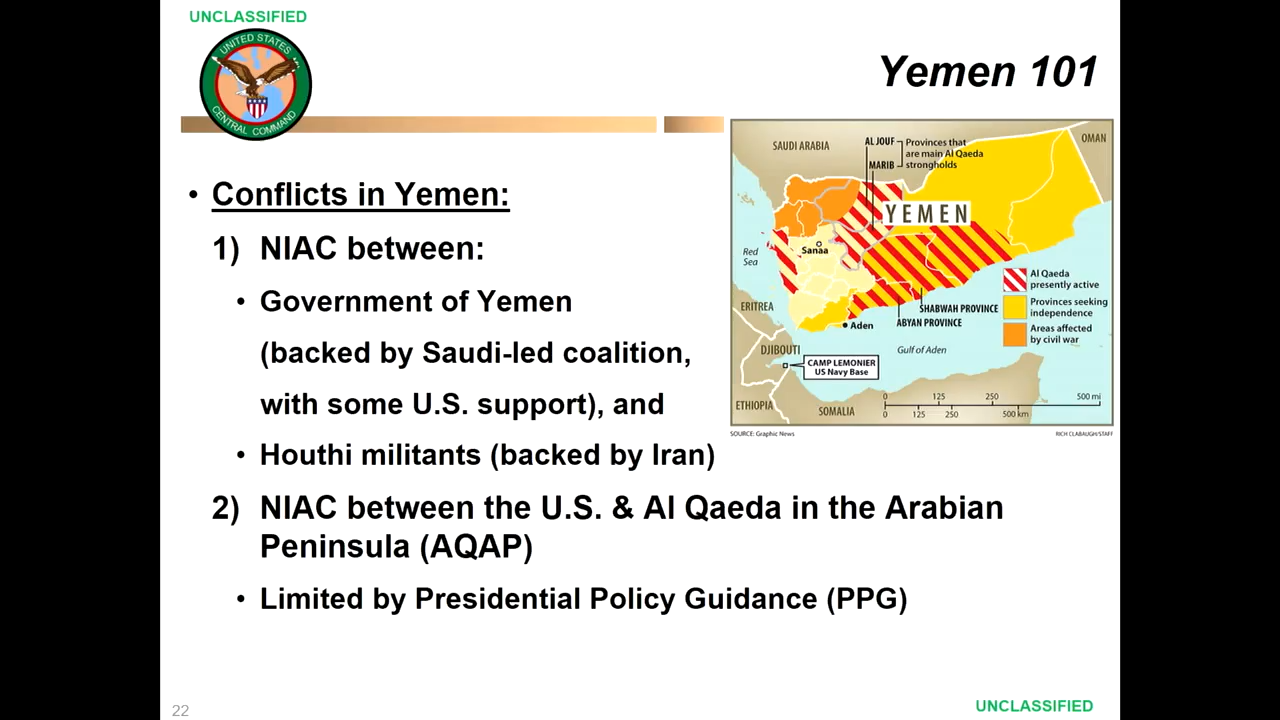 UNCLASSIFIED
UNITED STATES
CENTRAL COMMAND
Yemen 101
• Conflicts in Yemen:
1) NIAC between:
• Government of Yemen
(backed by Saudi-led coalition,
with some U.S. support), and
• Houthi militants (backed by Iran)
2) NIAC between the U.S. & Al Qaeda in the Arabian
Peninsula (AQAP)
• Limited by Presidential Policy Guidance (PPG)
SAUDI ARABIA
AL JOUF
MARIB
Provinces that
are main Al Qaeda
strongholds
OMAN
YEMEN
Sanaa
Red
Sea
ERITREA
Al Qaeda
presently active
Provinces seeking
independence
Areas affected
by civil war
SHABWAH PROVINCE
ABYAN PROVINCE
Aden
Gulf of Aden
DJIBOUTI
CAMP LEMONIER
US Navy Base
ETHIOPIA
SOMALIA
0 125 250 500 mi
0 125 250 500 km
SOURCE: Graphic News
RICH CLABAUGH/STAFF
22
UNCLASSIFIED